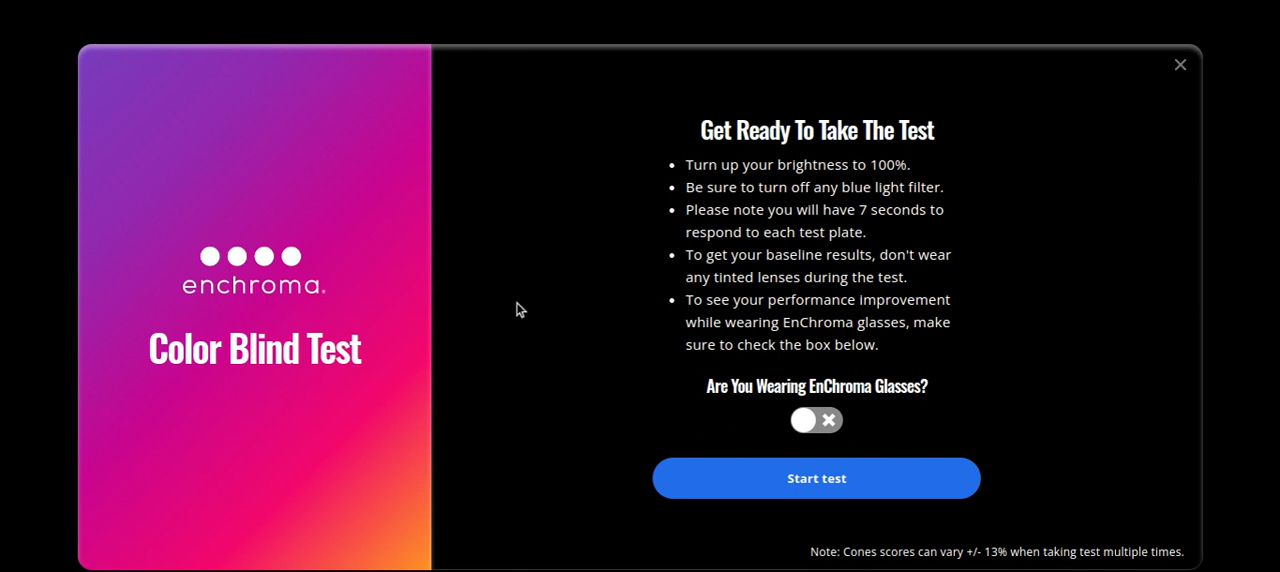 enchroma.
Color Blind Test
Get Ready To Take The Test
• Turn up your brightness to 100%.
• Be sure to turn off any blue light filter.
• Please note you will have 7 seconds to
respond to each test plate.
• To get your baseline results, don't wear
any tinted lenses during the test.
• To see your performance improvement
while wearing EnChroma glasses, make
sure to check the box below.
Are You Wearing EnChroma Glasses?
Start test
Note: Cones scores can vary +/- 13% when taking test multiple times.